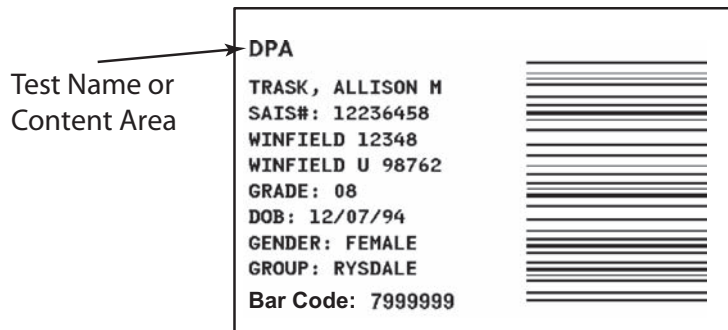 DPA
Test Name or
Content Area
TRASK, ALLISON M
SAIS#: 12236458
WINFIELD 12348
WINFIELD U 98762
GRADE: 08
DOB: 12/07/94
GENDER: FEMALE
GROUP: RYSDALE
Bar Code: 7999999